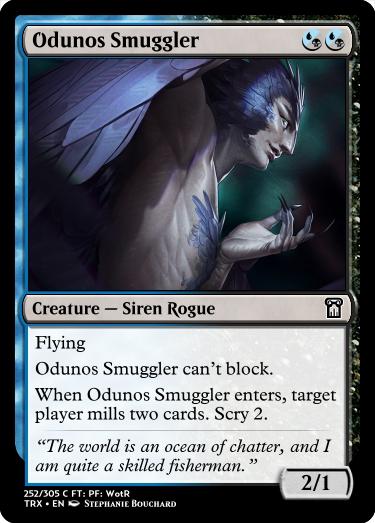 Odunos Smuggler
Creature — Siren Rogue
Flying
Odunos Smuggler can't block.
When Odunos Smuggler enters, target
player mills two cards. Scry 2.
“The world is an ocean of chatter, and I
am quite a skilled fisherman.”
2/1
252/305 C FT: PF: WotR
TRX • EN Stephanie Bouchard